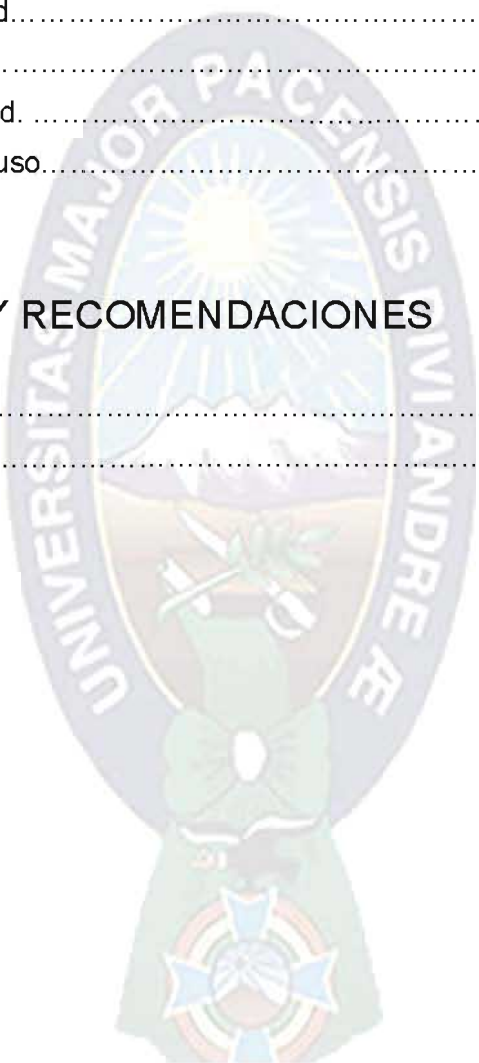 d……………………………………
……………………………………
d. ……………………………………
uso……………………………………
Y RECOMENDACIONES
……………………………………
……………………………………
UNIVERSITAS MAJOR PACENSIS DIVI ANDRE Æ